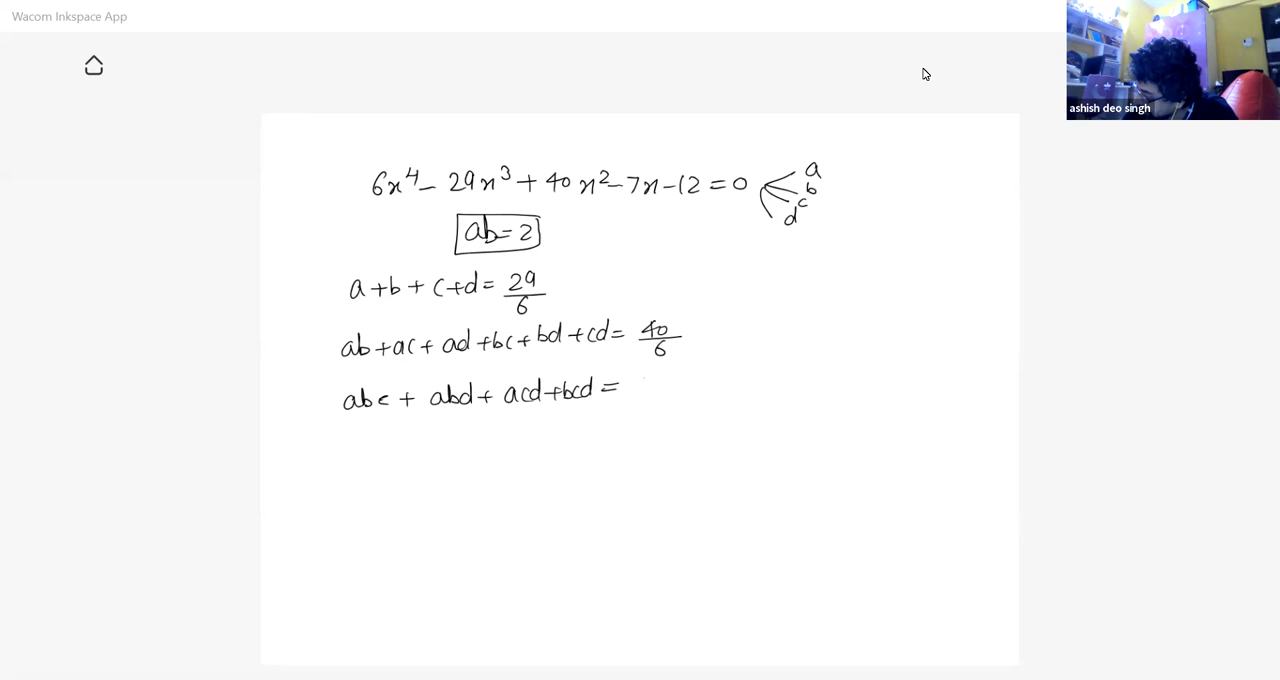 Wacom Inkspace App
ashish deo singh
6x⁴ - 29x³ + 40x² - 7x - 12 = 0
a
b
c
d
ab = 2
a + b + c + d = 29/6
ab + ac + ad + bc + bd + cd = 40/6
abc + abd + acd + bcd =